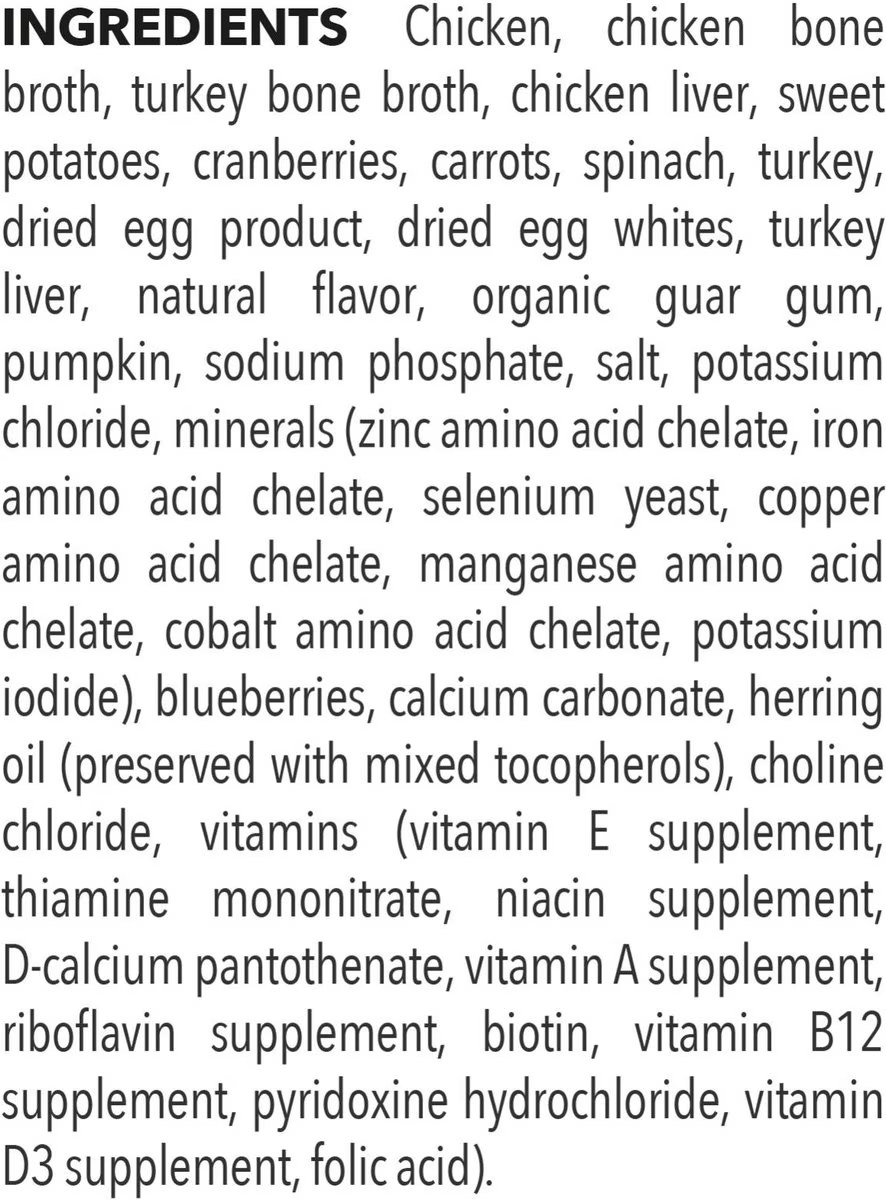 INGREDIENTS Chicken, chicken bone
broth, turkey bone broth, chicken liver, sweet
potatoes, cranberries, carrots, spinach, turkey,
dried egg product, dried egg whites, turkey
liver, natural flavor, organic guar gum,
pumpkin, sodium phosphate, salt, potassium
chloride, minerals (zinc amino acid chelate, iron
amino acid chelate, selenium yeast, copper
amino acid chelate, manganese amino acid
chelate, cobalt amino acid chelate, potassium
iodide), blueberries, calcium carbonate, herring
oil (preserved with mixed tocopherols), choline
chloride, vitamins (vitamin E supplement,
thiamine mononitrate, niacin supplement,
D-calcium pantothenate, vitamin A supplement,
riboflavin supplement, biotin, vitamin B12
supplement, pyridoxine hydrochloride, vitamin
D3 supplement, folic acid).